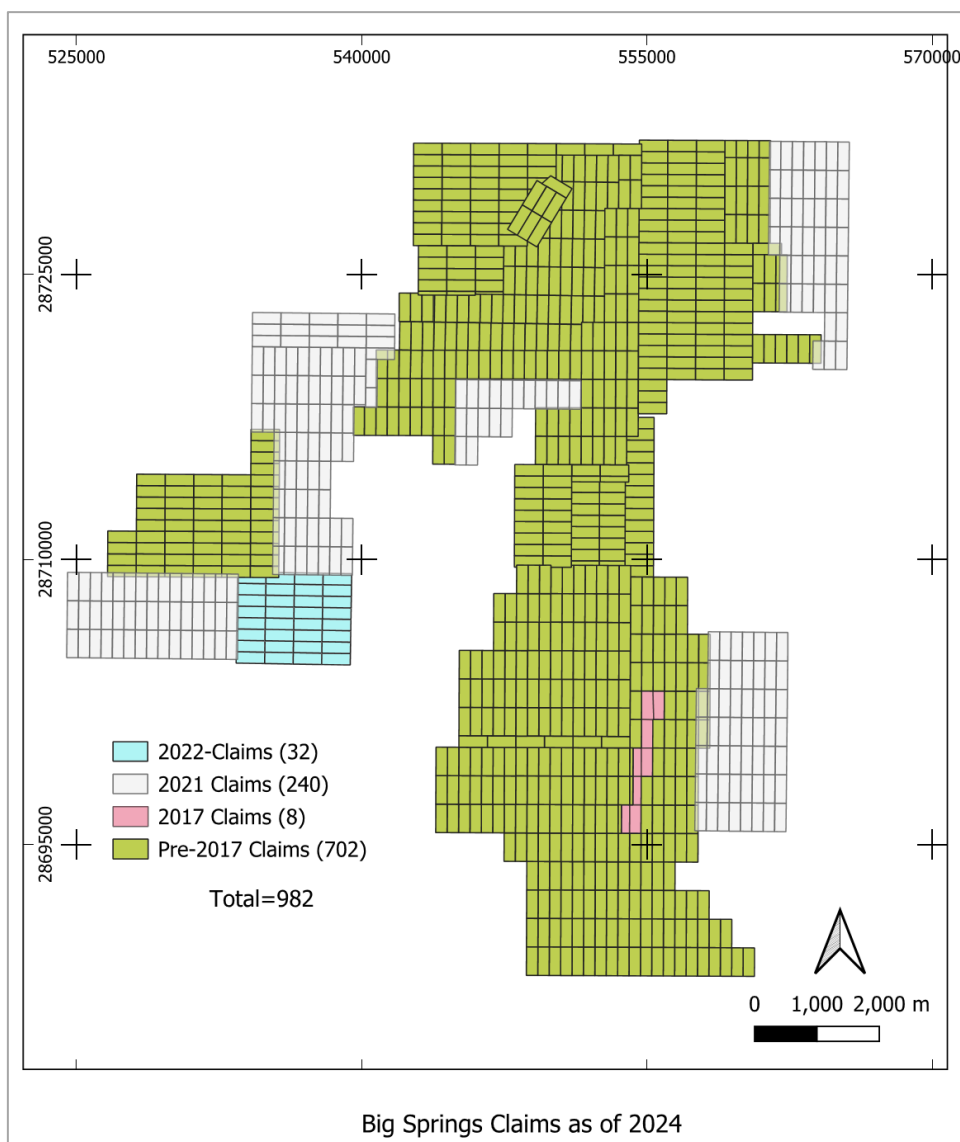 525000
540000
555000
570000
28725000
28710000
28695000
2022-Claims (32)
2021 Claims (240)
2017 Claims (8)
Pre-2017 Claims (702)
Total=982
0 1,000 2,000 m
Big Springs Claims as of 2024